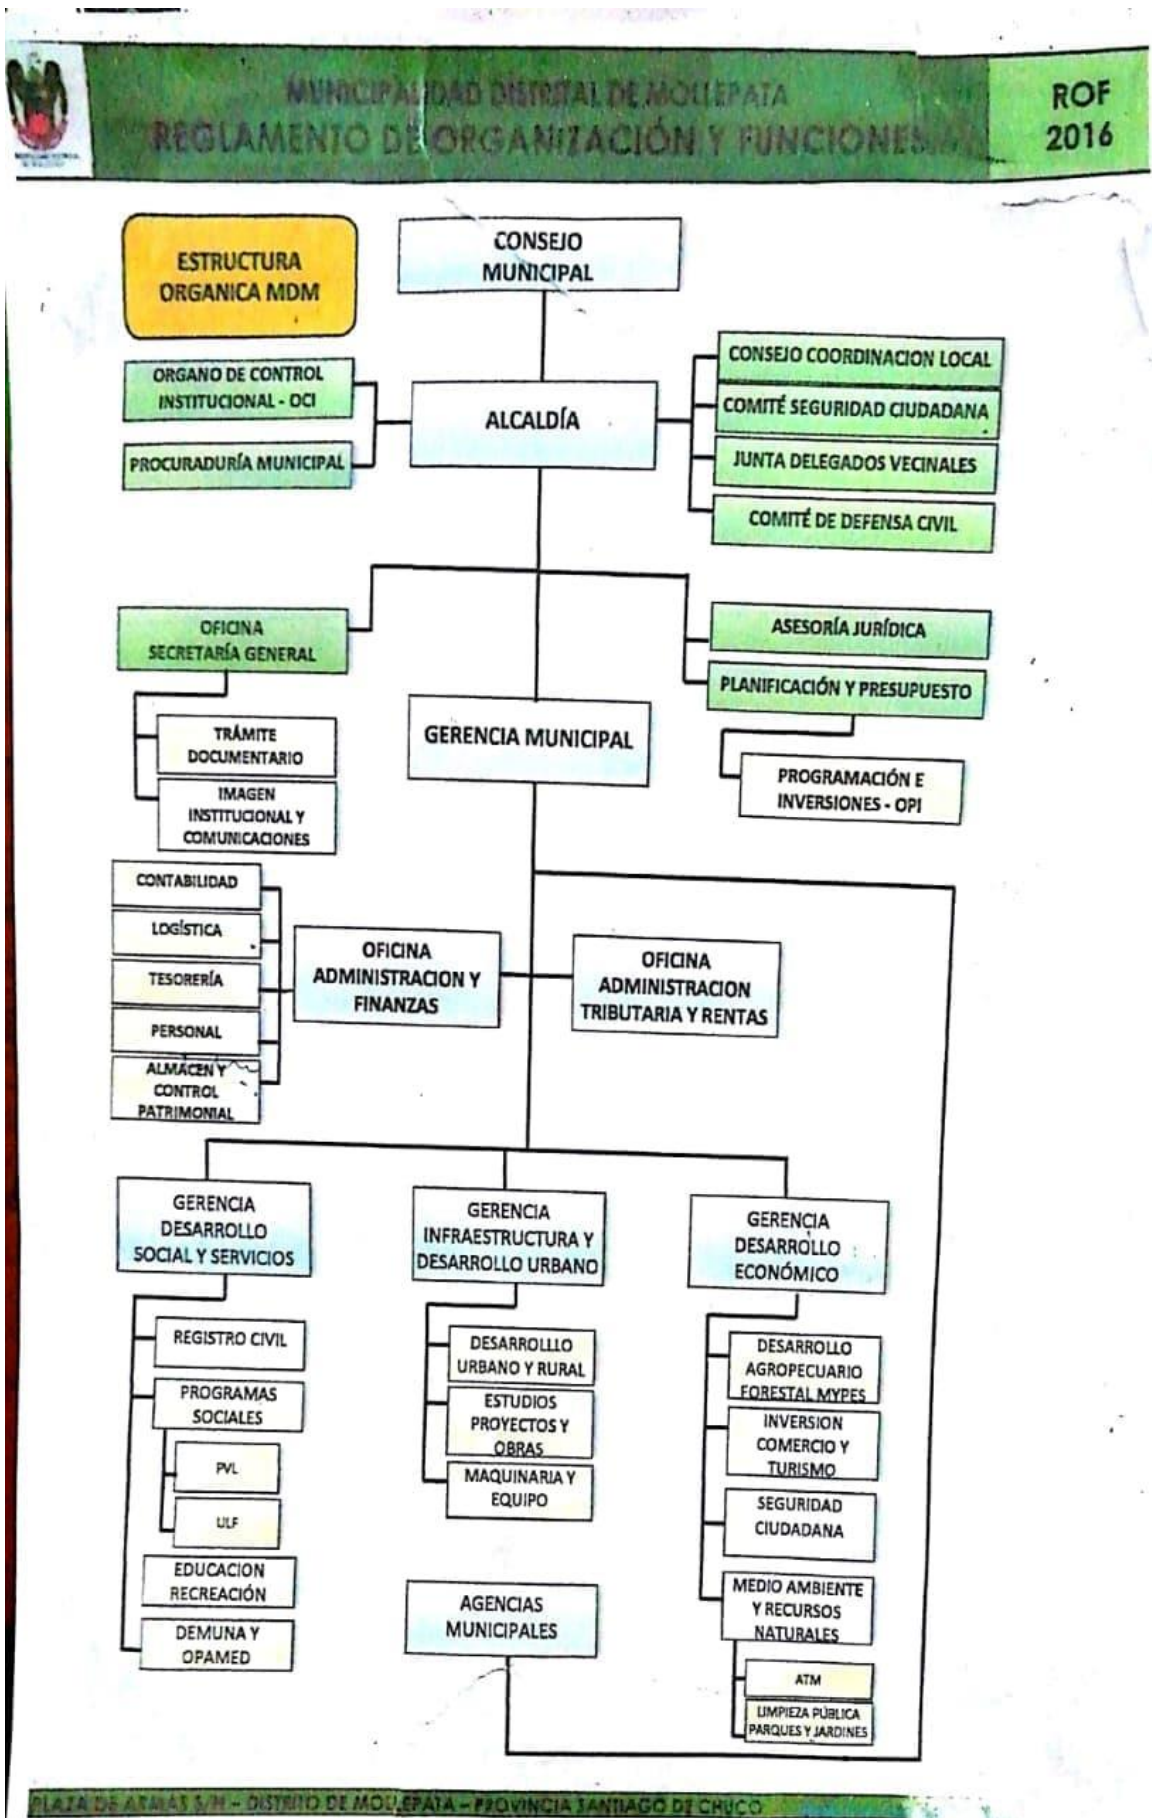 MUNICIPALIDAD DISTRITAL DE MOLLEPATA
REGLAMENTO DE ORGANIZACIÓN Y FUNCIONES
ROF
2016
ESTRUCTURA
ORGANICA MDM
CONSEJO
MUNICIPAL
ORGANO DE CONTROL
INSTITUCIONAL - OCI
PROCURADURÍA MUNICIPAL
ALCALDÍA
CONSEJO COORDINACION LOCAL
COMITÉ SEGURIDAD CIUDADANA
JUNTA DELEGADOS VECINALES
COMITÉ DE DEFENSA CIVIL
OFICINA
SECRETARÍA GENERAL
TRÁMITE
DOCUMENTARIO
IMAGEN
INSTITUCIONAL Y
COMUNICACIONES
GERENCIA MUNICIPAL
ASESORÍA JURÍDICA
PLANIFICACIÓN Y PRESUPUESTO
PROGRAMACIÓN E
INVERSIONES - OPI
CONTABILIDAD
LOGÍSTICA
TESORERÍA
PERSONAL
ALMACEN Y
CONTROL
PATRIMONIAL
OFICINA
ADMINISTRACION Y
FINANZAS
OFICINA
ADMINISTRACION
TRIBUTARIA Y RENTAS
GERENCIA
DESARROLLO
SOCIAL Y SERVICIOS
REGISTRO CIVIL
PROGRAMAS
SOCIALES
PVL
ULF
EDUCACION
RECREACIÓN
DEMUNA Y
OPAMED
GERENCIA
INFRAESTRUCTURA Y
DESARROLLO URBANO
DESARROLLLO
URBANO Y RURAL
ESTUDIOS
PROYECTOS Y
OBRAS
MAQUINARIA Y
EQUIPO
AGENCIAS
MUNICIPALES
GERENCIA
DESARROLLO
ECONÓMICO
DESARROLLO
AGROPECUARIO
FORESTAL MYPES
INVERSION
COMERCIO Y
TURISMO
SEGURIDAD
CIUDADANA
MEDIO AMBIENTE
Y RECURSOS
NATURALES
ATM
LIMPIEZA PÚBLICA
PARQUES Y JARDINES
PLAZA DE ARMAS S/N - DISTRITO DE MOLLEPATA - PROVINCIA SANTIAGO DE CHUCO